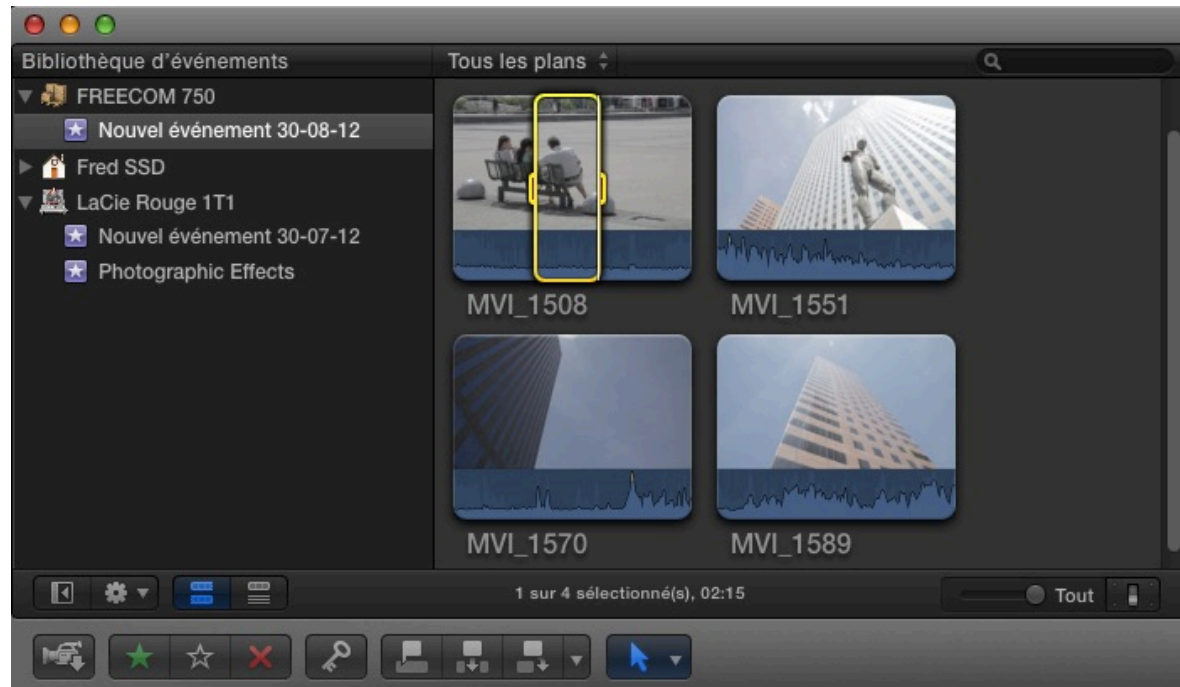 Bibliothèque d'événements
Tous les plans
FREECOM 750
Nouvel événement 30-08-12
Fred SSD
LaCie Rouge 1T1
Nouvel événement 30-07-12
Photographic Effects
MVI_1508
MVI_1551
MVI_1570
MVI_1589
1 sur 4 sélectionné(s), 02:15
Tout